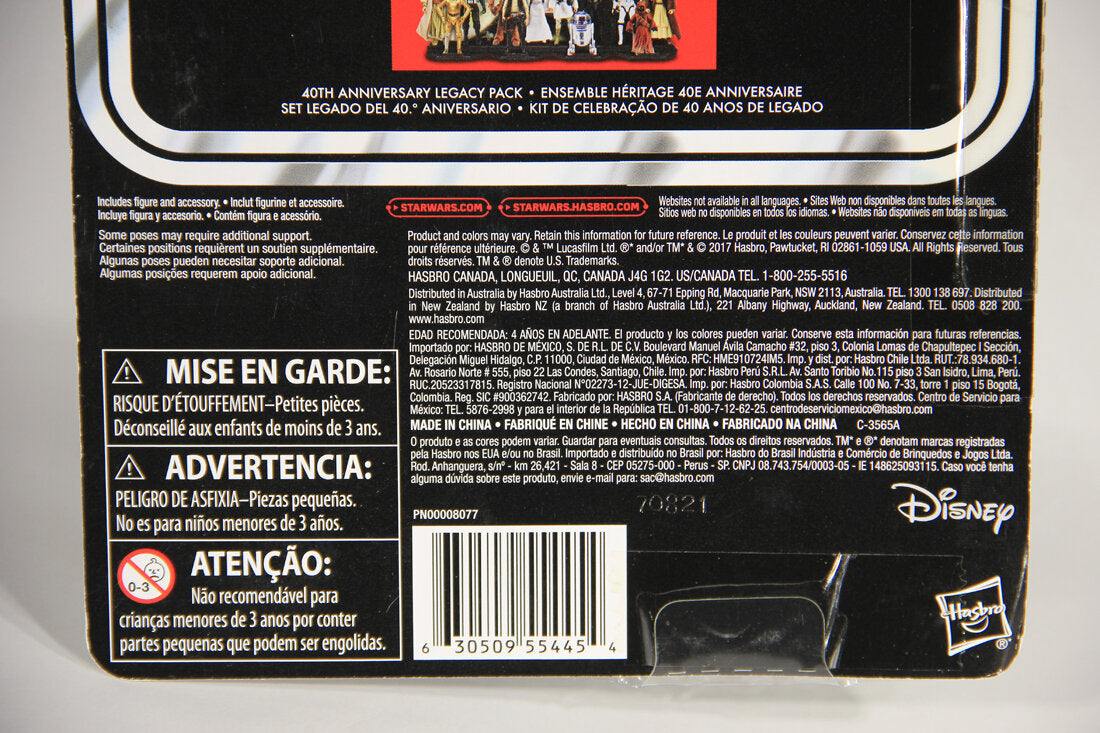 40TH ANNIVERSARY LEGACY PACK • ENSEMBLE HÉRITAGE 40E ANNIVERSAIRE
SET LEGADO DEL 40.º ANIVERSARIO • KIT DE CELEBRAÇÃO DE 40 ANOS DE LEGADO
Includes figure and accessory. • Inclut figurine et accessoire.
Incluye figura y accesorio. • Contém figura e acessório.
STARWARS.COM
STARWARS.HASBRO.COM
Websites not available in all languages. • Sites Web non disponibles dans toutes les langues.
Sitios web no disponibles en todos los idiomas. • Websites não disponíveis em todas as línguas.
Some poses may require additional support.
Certaines positions requièrent un soutien supplémentaire.
Algunas poses pueden necesitar soporte adicional.
Algumas posições requerem apoio adicional.
Product and colors may vary. Retain this information for future reference. Le produit et les couleurs peuvent varier. Conservez cette information
pour référence ultérieure. © & ™ Lucasfilm Ltd. ®* and/or TM* & © 2017 Hasbro, Pawtucket, RI 02861-1059 USA. All Rights Reserved. Tous
droits réservés. TM & ® denote U.S. Trademarks.
HASBRO CANADA, LONGUEUIL, QC, CANADA J4G 1G2. US/CANADA TEL. 1-800-255-5516
Distributed in Australia by Hasbro Australia Ltd., Level 4, 67-71 Epping Rd, Macquarie Park, NSW 2113, Australia. TEL. 1300 138 697. Distributed
in New Zealand by Hasbro NZ (a branch of Hasbro Australia Ltd.), 221 Albany Highway, Auckland, New Zealand. TEL. 0508 828 200.
www.hasbro.com
EDAD RECOMENDADA: 4 AÑOS EN ADELANTE. El producto y los colores pueden variar. Conserve esta información para futuras referencias.
Importado por: HASBRO DE MÉXICO, S. DE R.L. DE C.V. Boulevard Manuel Ávila Camacho #32, piso 3, Colonia Lomas de Chapultepec I Sección,
Delegación Miguel Hidalgo, C.P. 11000, Ciudad de México, México. RFC: HME910724IM5. Imp. y dist. por: Hasbro Chile Ltd. RUT.:78.934.680-1.
Av. Rosario Norte # 555, piso 22 Las Condes, Santiago, Chile. Imp. por: Hasbro Perú S.R.L. Av. Santo Toribio No.115 piso 3 San Isidro, Lima, Perú.
RUC.20523317815. Registro Nacional N°02273-12-JUE-DIGESA. Imp. por: Hasbro Colombia S.A.S. Calle 100 No. 7-33, torre 1 piso 15 Bogotá,
Colombia. Reg. SIC #900362742. Fabricado por: HASBRO S.A. (Fabricante de derecho). Todos los derechos reservados. Centro de Servicio para
México: TEL. 5876-2998 y para el interior de la República TEL. 01-800-7-12-62-25. centrodeserviciomexico@hasbro.com
MADE IN CHINA • FABRIQUÉ EN CHINE • HECHO EN CHINA • FABRICADO NA CHINA C-3565A
O produto e as cores podem variar. Guardar para eventuais consultas. Todos os direitos reservados. TM* e ®* denotam marcas registradas
pela Hasbro nos EUA e/ou no Brasil. Importado e distribuído no Brasil por: Hasbro do Brasil Indústria e Comércio de Brinquedos e Jogos Ltda.
Rod. Anhanguera, s/nº - km 26,421 - Sala 8 - CEP 05275-000 - Perus - SP. CNPJ 08.743.754/0003-05 - IE 148625093115. Caso você tenha
alguma dúvida sobre este produto, envie e-mail para: sac@hasbro.com
MISE EN GARDE:
RISQUE D'ÉTOUFFEMENT–Petites pièces.
Déconseillé aux enfants de moins de 3 ans.
ADVERTENCIA:
PELIGRO DE ASFIXIA–Piezas pequeñas.
No es para niños menores de 3 años.
0-3
ATENÇÃO:
Não recomendável para
crianças menores de 3 anos por conter
partes pequenas que podem ser engolidas.
PN00008077
70821
DISNEY
6 30509 55445 4
Hasbro
®